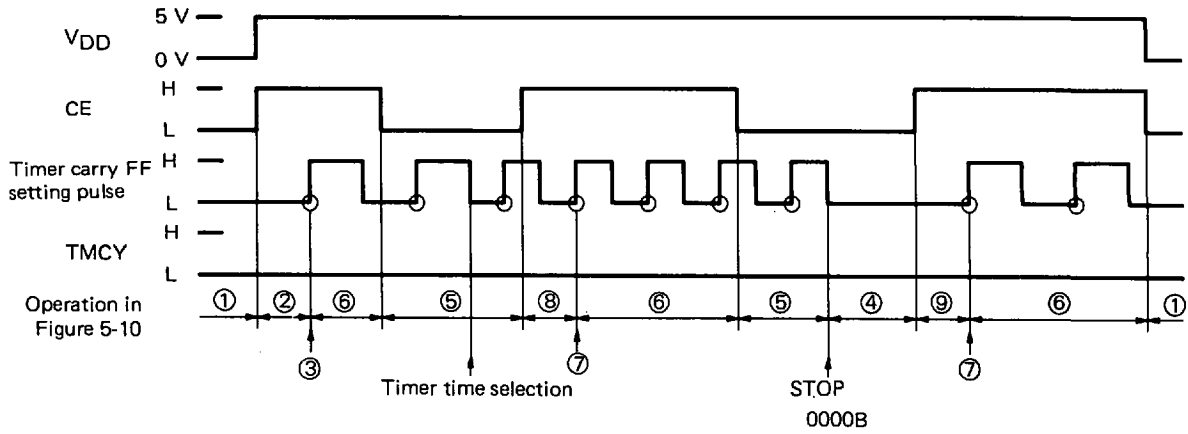 5 V
VDD
0 V
H
CE
L
Timer carry FF H
setting pulse
L
H
TMCY
L
Operation in ① ② ⑥ ⑤ ⑧ ⑥ ⑤ ④ ⑨ ⑥ ①
Figure 5-10
③ Timer time selection ⑦ STOP ⑦
0000B